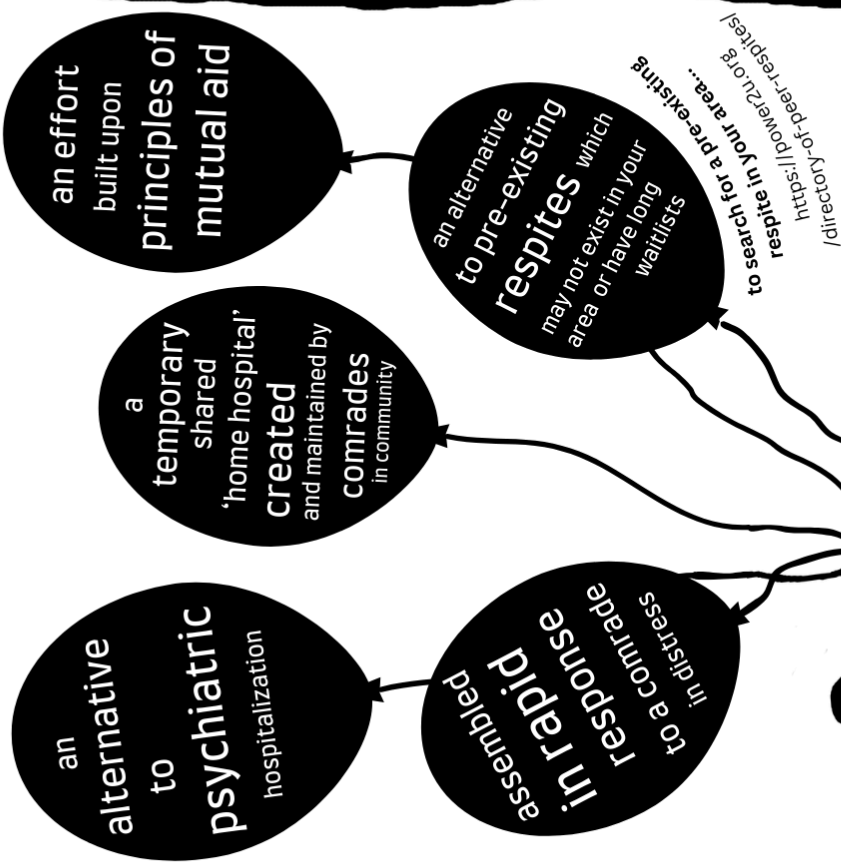 an
alternative
to
psychiatric
hospitalization
a
temporary
shared
‘home hospital’
created
and maintained by
comrades
in community
an effort
built upon
principles of
mutual aid
assembled
in rapid
response
to a comrade
in distress
an alternative
to pre-existing
respites which
may not exist in your
area or have long
waitlists
to search for a pre-existing
respite in your area...
https://power2u.org
/directory-of-peer-respites/